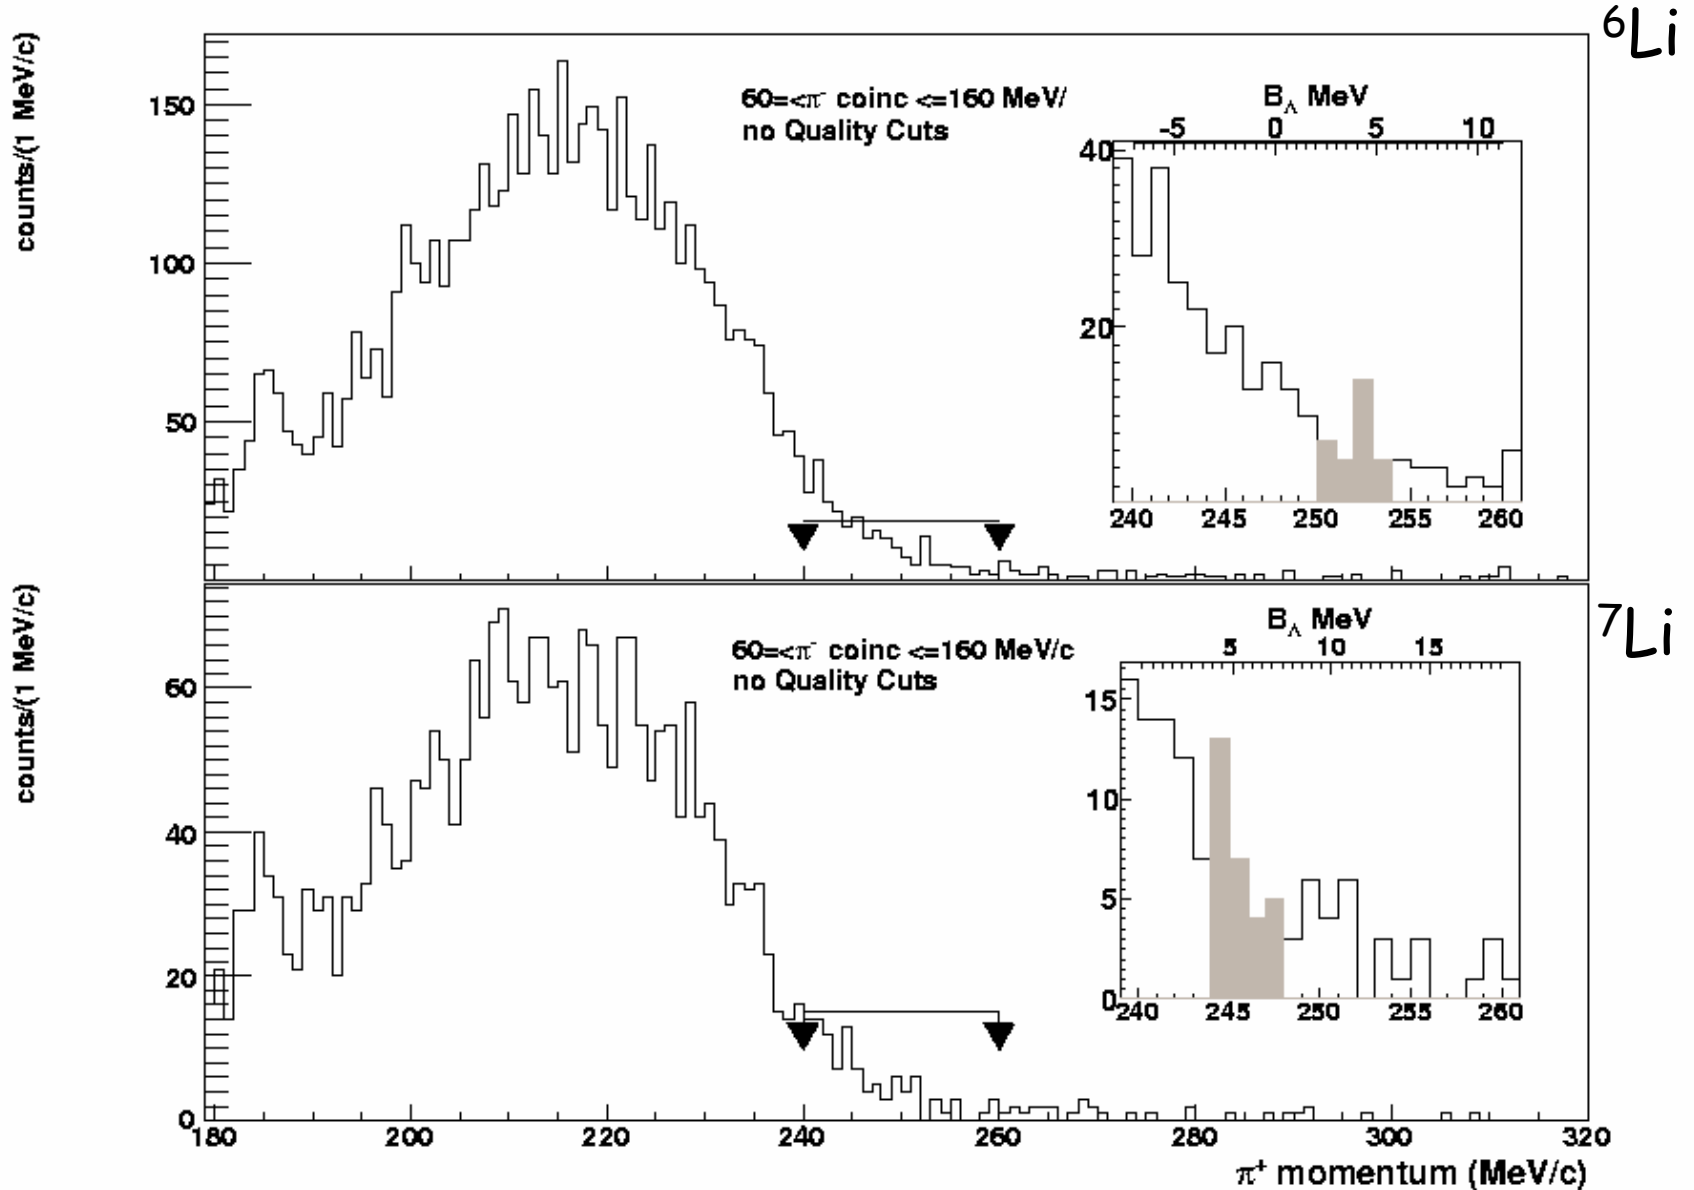 ⁶Li
counts/(1 MeV/c)
150
100
50
60=<π⁻ coinc <=160 MeV/
no Quality Cuts
B_Λ MeV
-5 0 5 10
40
20
240 245 250 255 260
⁷Li
counts/(1 MeV/c)
60
40
20
0
60=<π⁻ coinc <=160 MeV/c
no Quality Cuts
B_Λ MeV
5 10 15
15
10
5
0
240 245 250 255 260
180 200 220 240 260 280 300 320
π⁺ momentum (MeV/c)